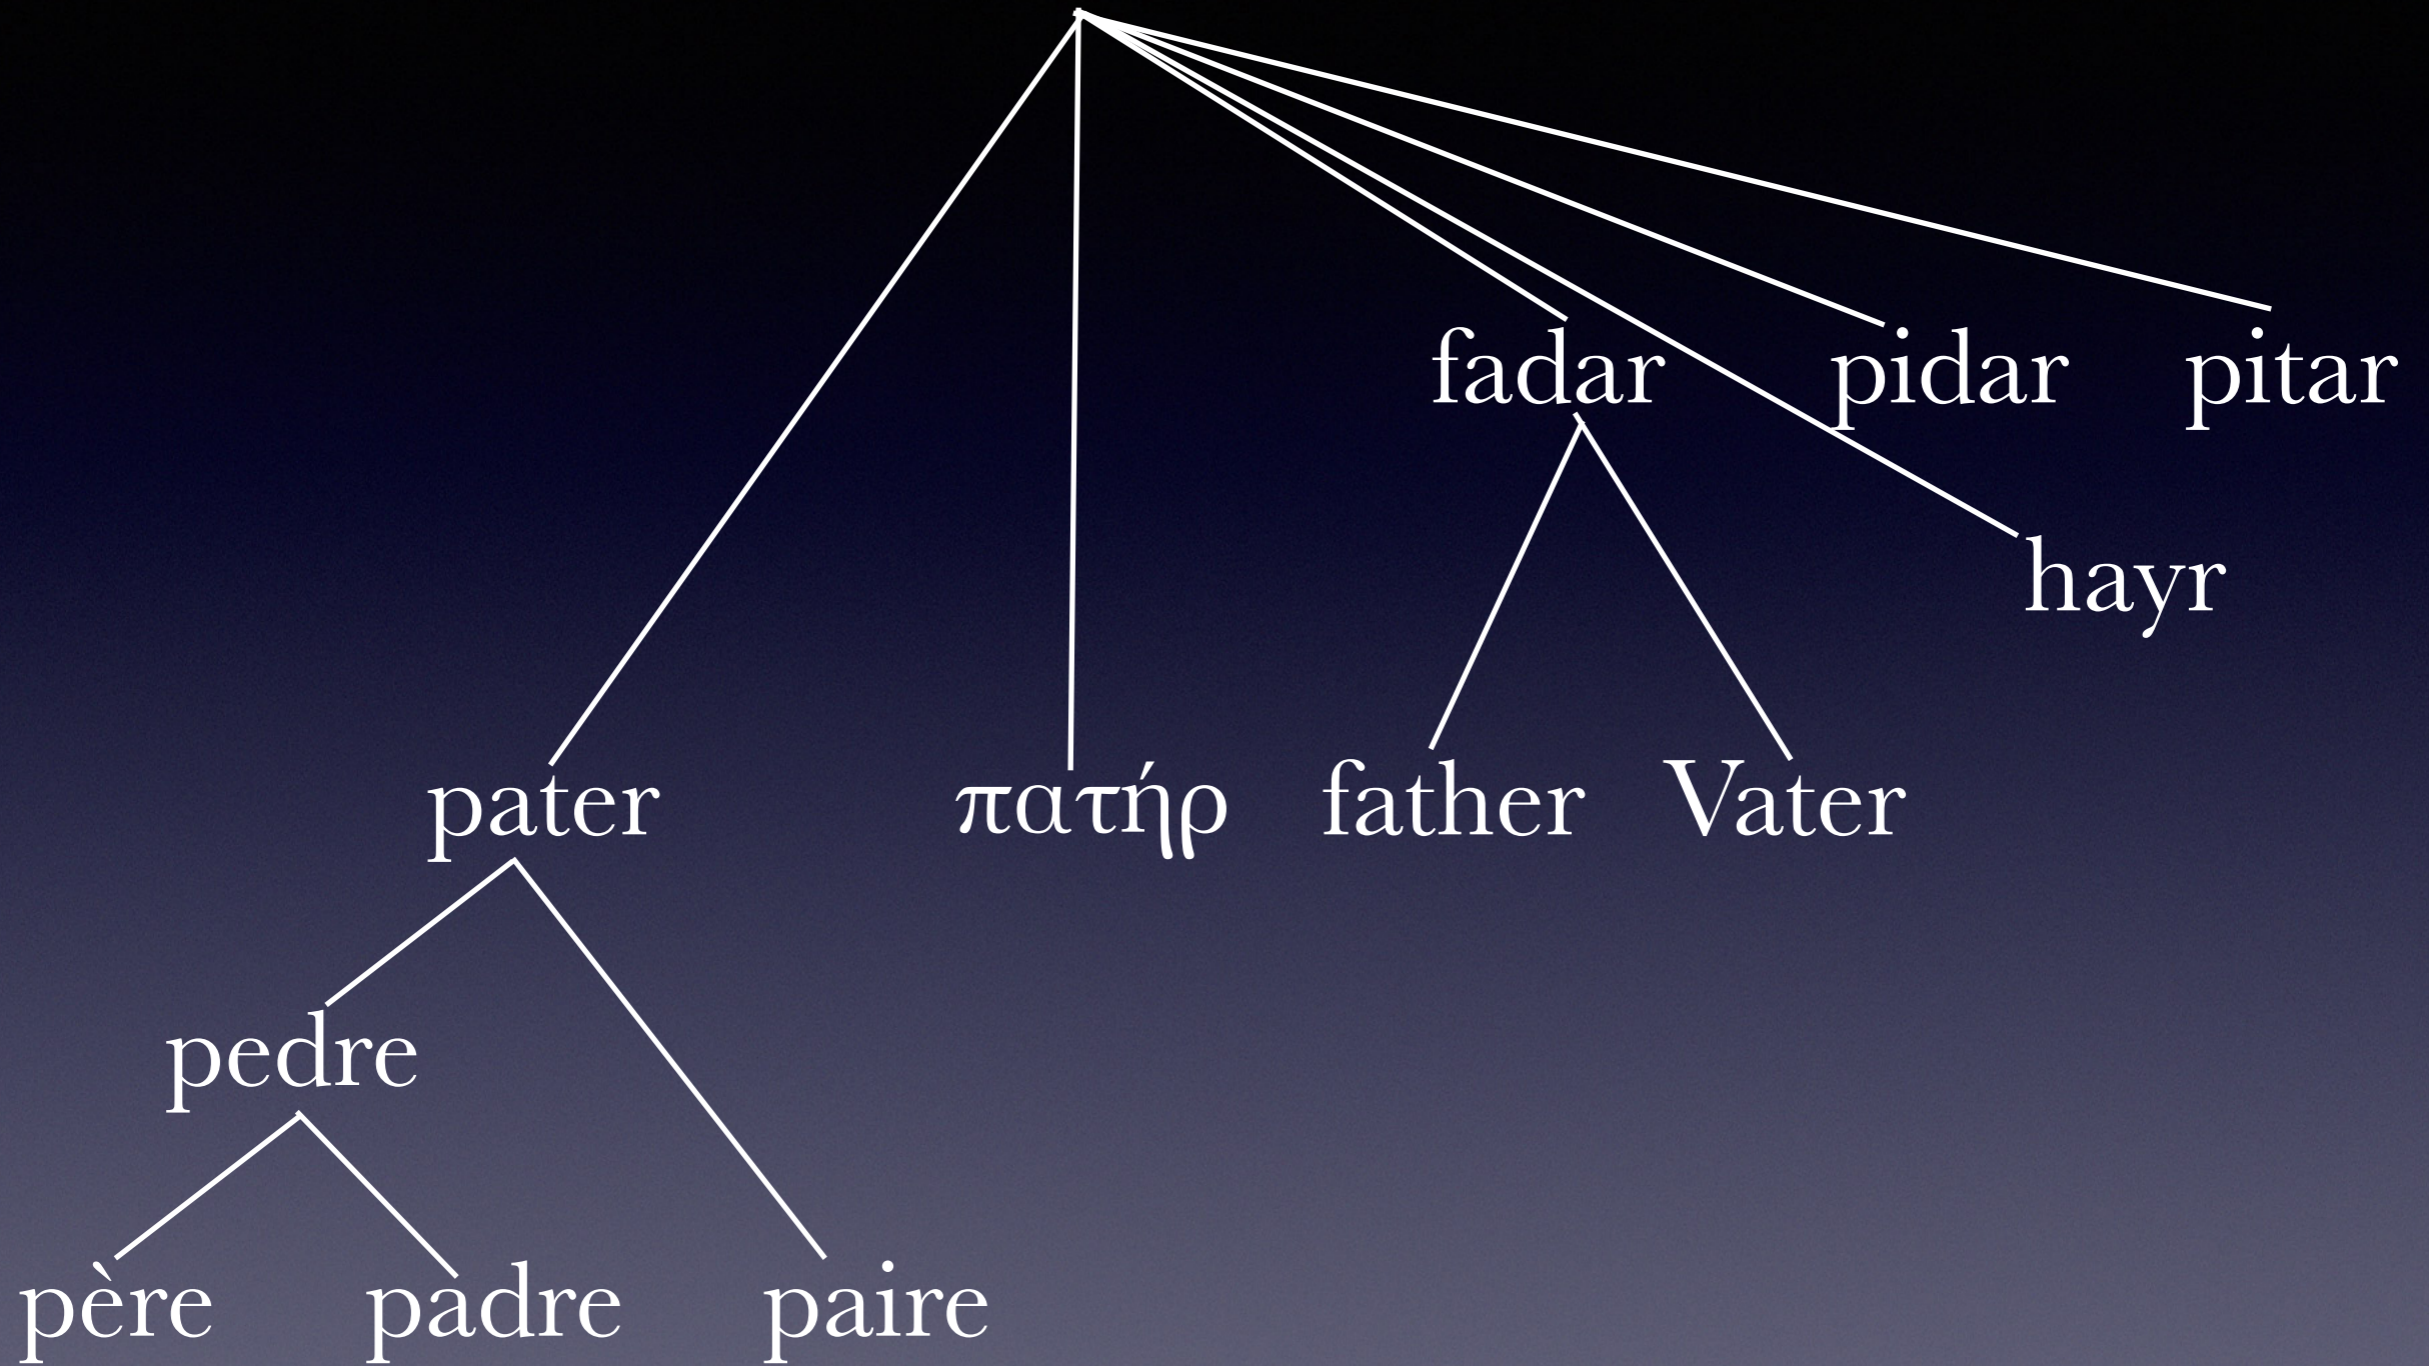 fadar pidar pitar
hayr
pater πατήρ father Vater
pedre
père padre paire